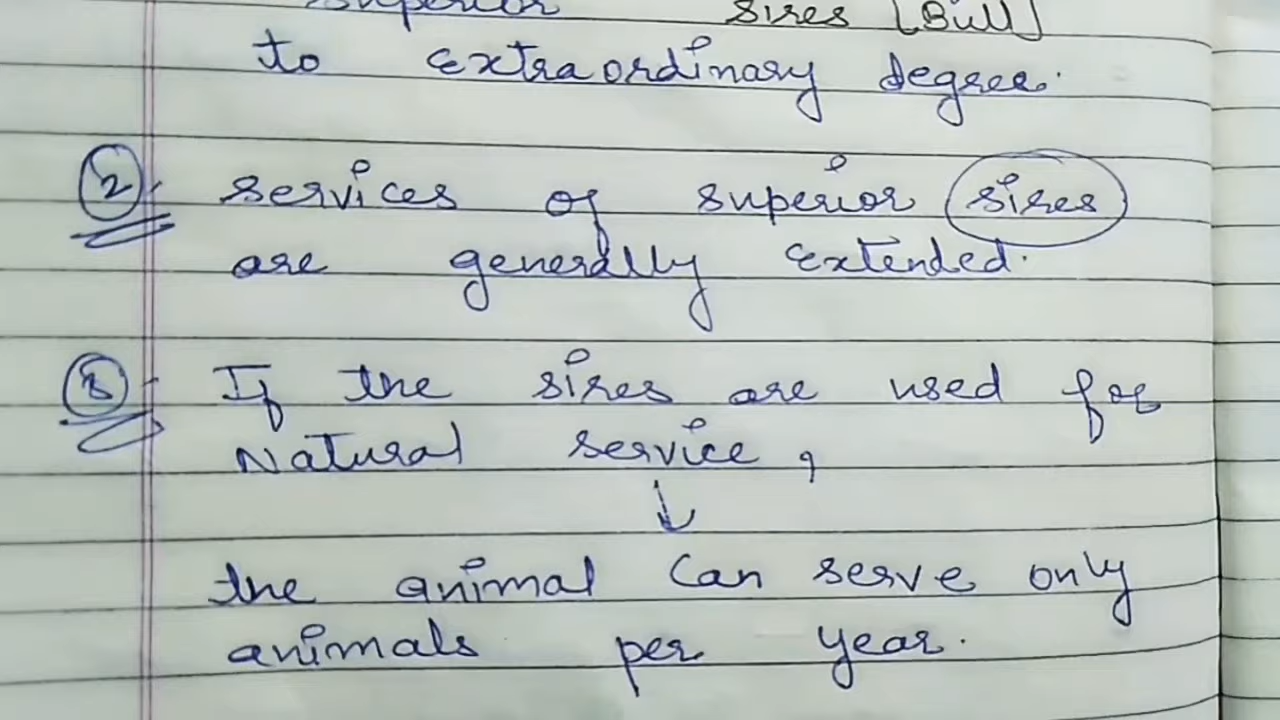 superior sires [Bull]
to extraordinary degree.
② services of superior sires
are generally extended.
③ If the sires are used for
Natural service,
↓
the animal can serve only
animals per year.